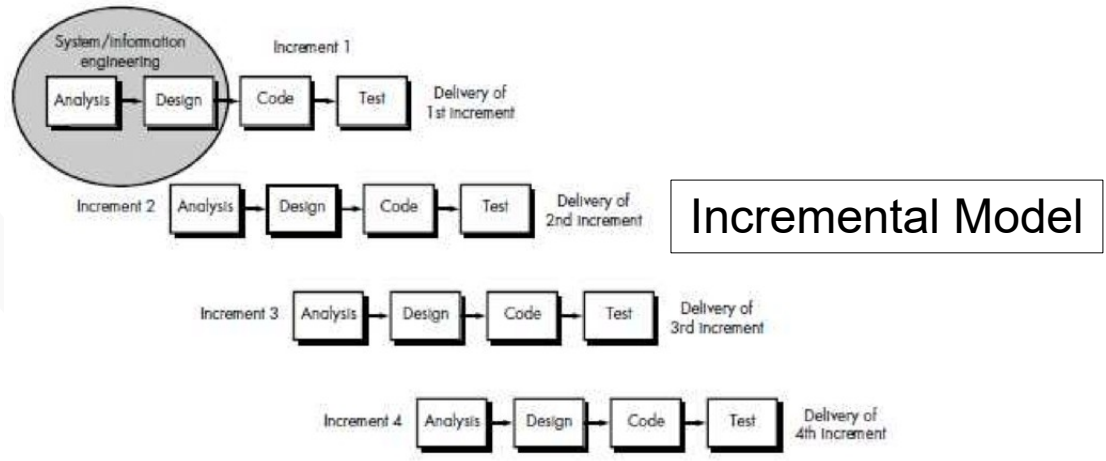 System/information
engineering
Increment 1
Analysis
Design
Code
Test
Delivery of
1st increment
Increment 2
Analysis
Design
Code
Test
Delivery of
2nd increment
Incremental Model
Increment 3
Analysis
Design
Code
Test
Delivery of
3rd increment
Increment 4
Analysis
Design
Code
Test
Delivery of
4th increment